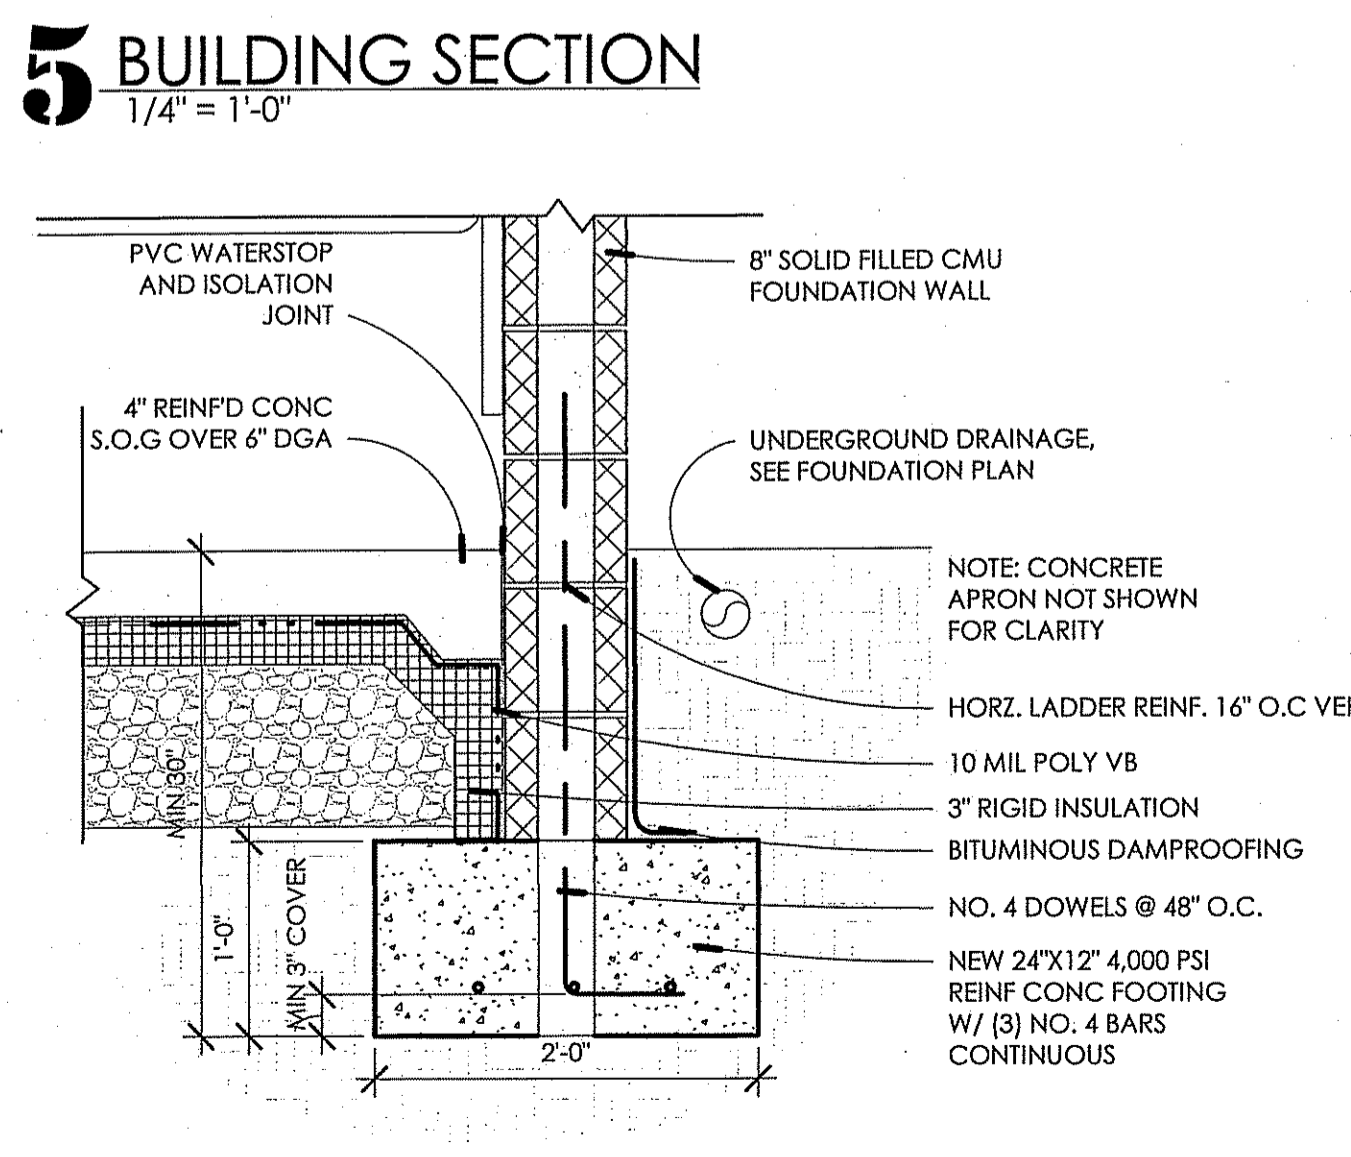 5 BUILDING SECTION
1/4" = 1'-0"
PVC WATERSTOP
AND ISOLATION
JOINT
4" REINF'D CONC
S.O.G OVER 6" DGA
8" SOLID FILLED CMU
FOUNDATION WALL
UNDERGROUND DRAINAGE,
SEE FOUNDATION PLAN
NOTE: CONCRETE
APRON NOT SHOWN
FOR CLARITY
HORZ. LADDER REINF. 16" O.C
10 MIL POLY VB
3" RIGID INSULATION
BITUMINOUS DAMPROOFING
NO. 4 DOWELS @ 48" O.C.
NEW 24"X12" 4,000 PSI
REINF CONC FOOTING
W/ (3) NO. 4 BARS
CONTINUOUS
MIN 30"
1'-0"
MIN 3" COVER
2'-0"